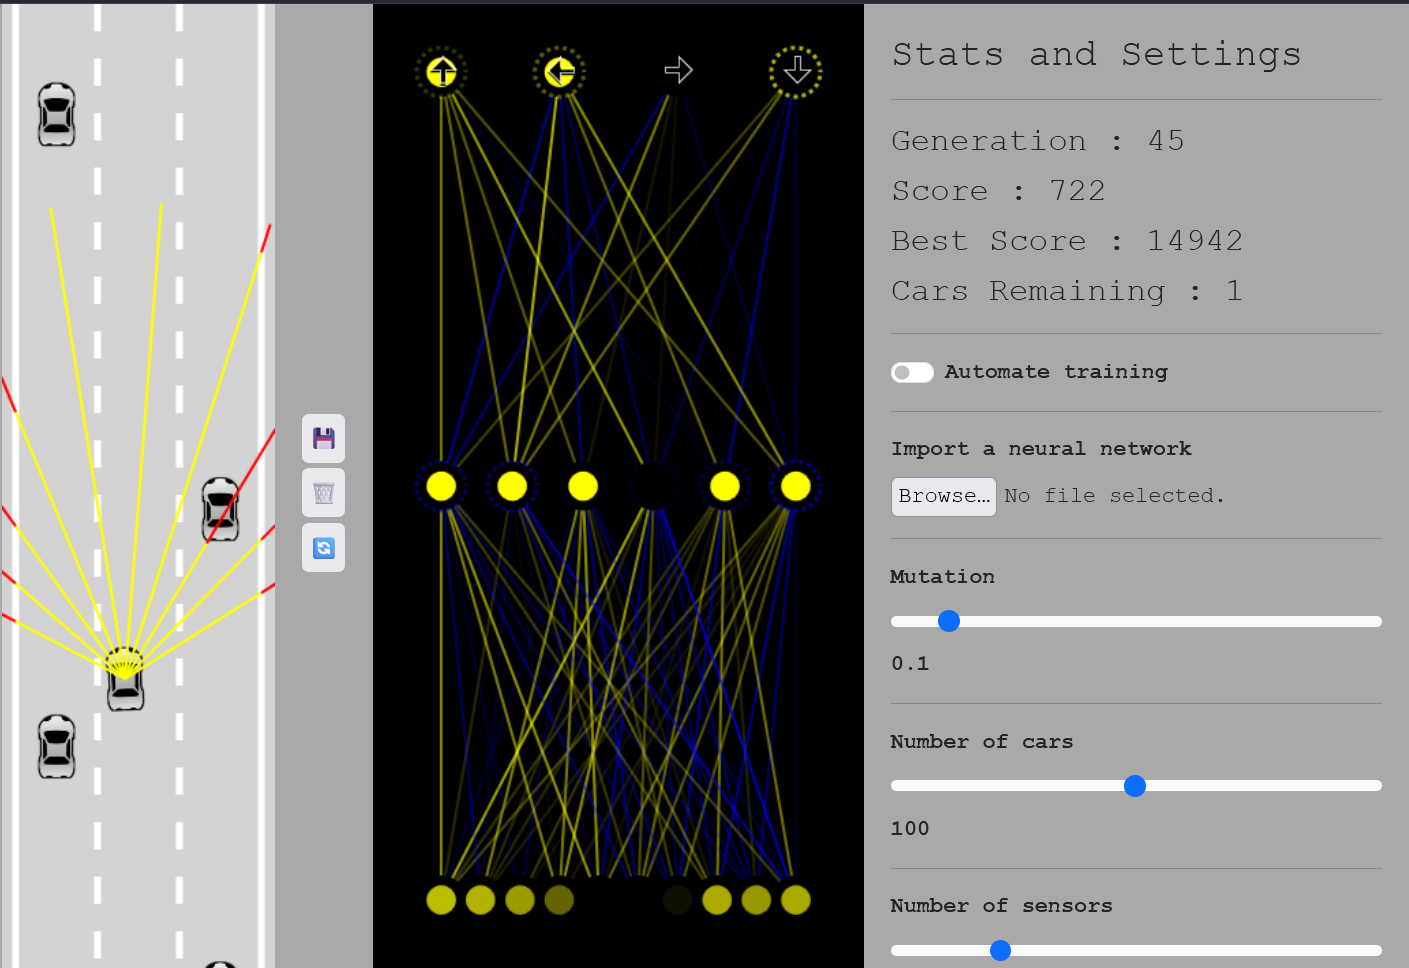 Stats and Settings
Generation : 45
Score : 722
Best Score : 14942
Cars Remaining : 1
Automate training
Import a neural network
Browse... No file selected.
Mutation
0.1
Number of cars
100
Number of sensors